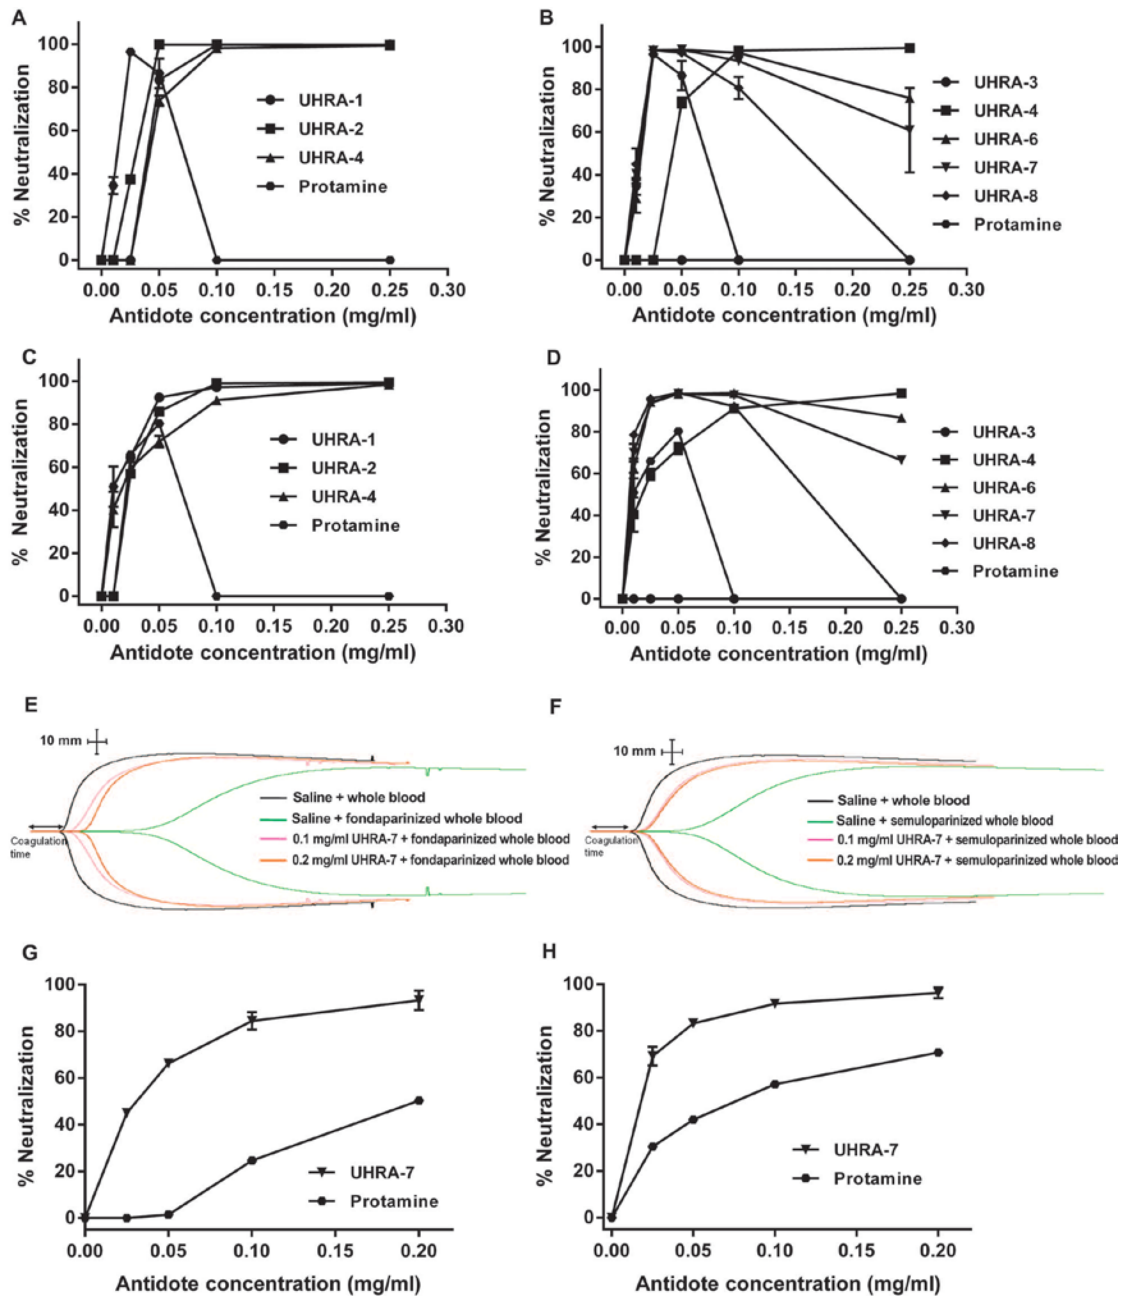 A
% Neutralization
100
80
60
40
20
0
0.00 0.05 0.10 0.15 0.20 0.25 0.30
Antidote concentration (mg/ml)
UHRA-1
UHRA-2
UHRA-4
Protamine
B
% Neutralization
100
80
60
40
20
0
0.00 0.05 0.10 0.15 0.20 0.25 0.30
Antidote concentration (mg/ml)
UHRA-3
UHRA-4
UHRA-6
UHRA-7
UHRA-8
Protamine
C
% Neutralization
100
80
60
40
20
0
0.00 0.05 0.10 0.15 0.20 0.25 0.30
Antidote concentration (mg/ml)
UHRA-1
UHRA-2
UHRA-4
Protamine
D
% Neutralization
100
80
60
40
20
0
0.00 0.05 0.10 0.15 0.20 0.25 0.30
Antidote concentration (mg/ml)
UHRA-3
UHRA-4
UHRA-6
UHRA-7
UHRA-8
Protamine
E
10 mm
Coagulation
time
Saline + whole blood
Saline + fondaparinized whole blood
0.1 mg/ml UHRA-7 + fondaparinized whole blood
0.2 mg/ml UHRA-7 + fondaparinized whole blood
F
10 mm
Coagulation
time
Saline + whole blood
Saline + semuloparinized whole blood
0.1 mg/ml UHRA-7 + semuloparinized whole blood
0.2 mg/ml UHRA-7 + semuloparinized whole blood
G
% Neutralization
100
80
60
40
20
0
0.00 0.05 0.10 0.15 0.20
Antidote concentration (mg/ml)
UHRA-7
Protamine
H
% Neutralization
100
80
60
40
20
0
0.00 0.05 0.10 0.15 0.20
Antidote concentration (mg/ml)
UHRA-7
Protamine